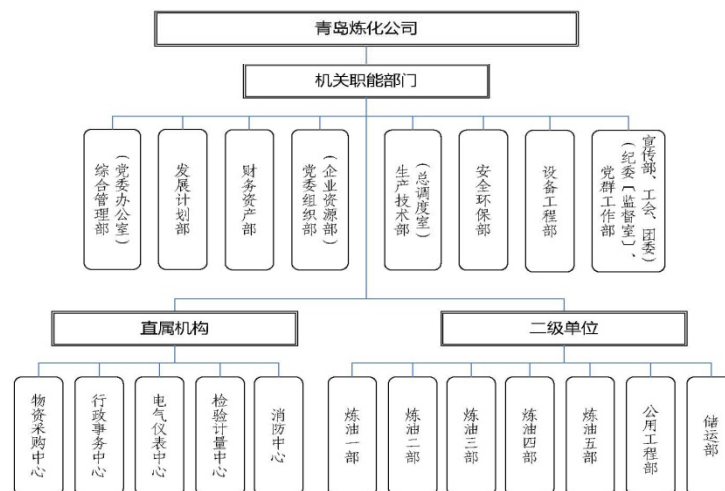 青岛炼化公司
机关职能部门
综合管理部
(党委办公室)
发展计划部
财务资产部
党委组织部
(企业资源部)
生产技术部
(总调度室)
安全环保部
设备工程部
党群工作部
(纪委〔监督室〕、
宣传部、工会、团委)
直属机构
二级单位
物资采购中心
行政事务中心
电气仪表中心
检验计量中心
消防中心
炼油一部
炼油二部
炼油三部
炼油四部
炼油五部
公用工程部
储运部